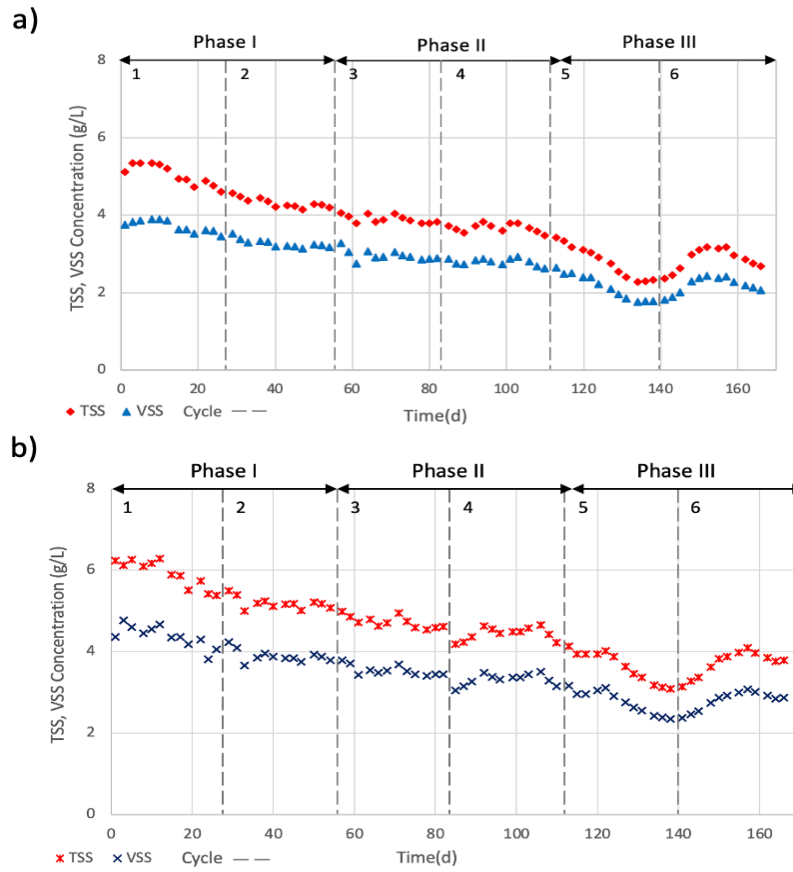 a)
Phase I Phase II Phase III
1 2 3 4 5 6
TSS, VSS Concentration (g/L)
8
6
4
2
0
0 20 40 60 80 100 120 140 160
Time(d)
TSS VSS Cycle — —
b)
Phase I Phase II Phase III
1 2 3 4 5 6
TSS, VSS Concentration (g/L)
8
6
4
2
0
0 20 40 60 80 100 120 140 160
Time(d)
TSS VSS Cycle — —